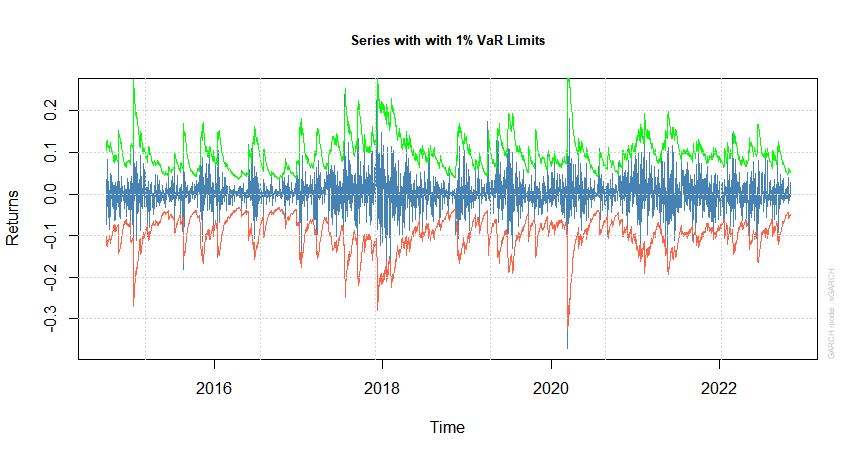 Series with with 1% VaR Limits
0.2
0.1
0.0
-0.1
-0.2
-0.3
Returns
2016 2018 2020 2022
Time
GARCH model : sGARCH